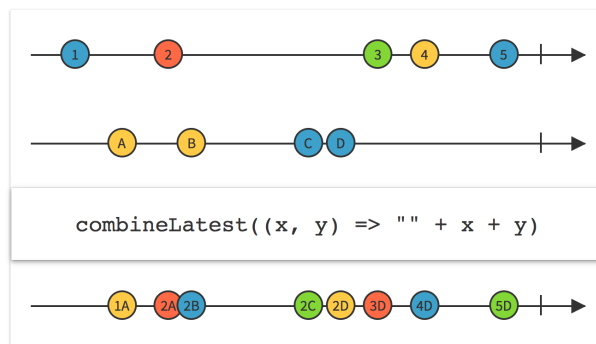 1 2 3 4 5
A B C D
combineLatest((x, y) => "" + x + y)
1A 2A 2B 2C 2D 3D 4D 5D